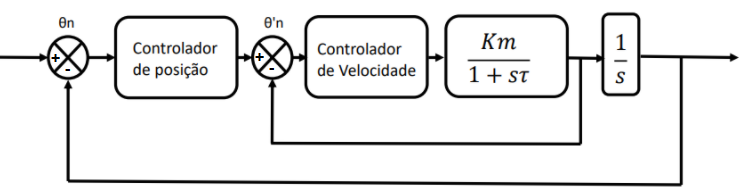 θn
θ'n
+
-
Controlador
de posição
+
-
Controlador
de Velocidade
Km
1 + sτ
1
s